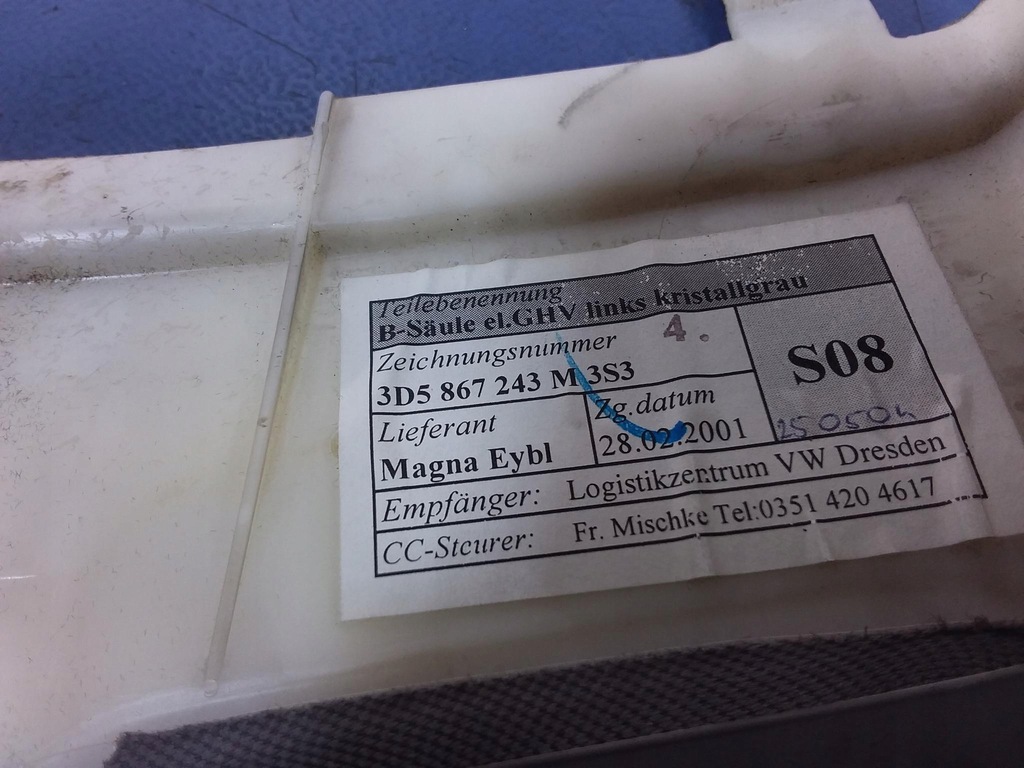 Teilebenennung
B-Säule el.GHV links kristallgrau
Zeichnungsnummer 4.
3D5 867 243 M 3S3
S08
Lieferant
Magna Eybl
Zg.datum
28.02.2001
Empfänger: Logistikzentrum VW Dresden
CC-Steurer: Fr. Mischke Tel:0351 420 4617